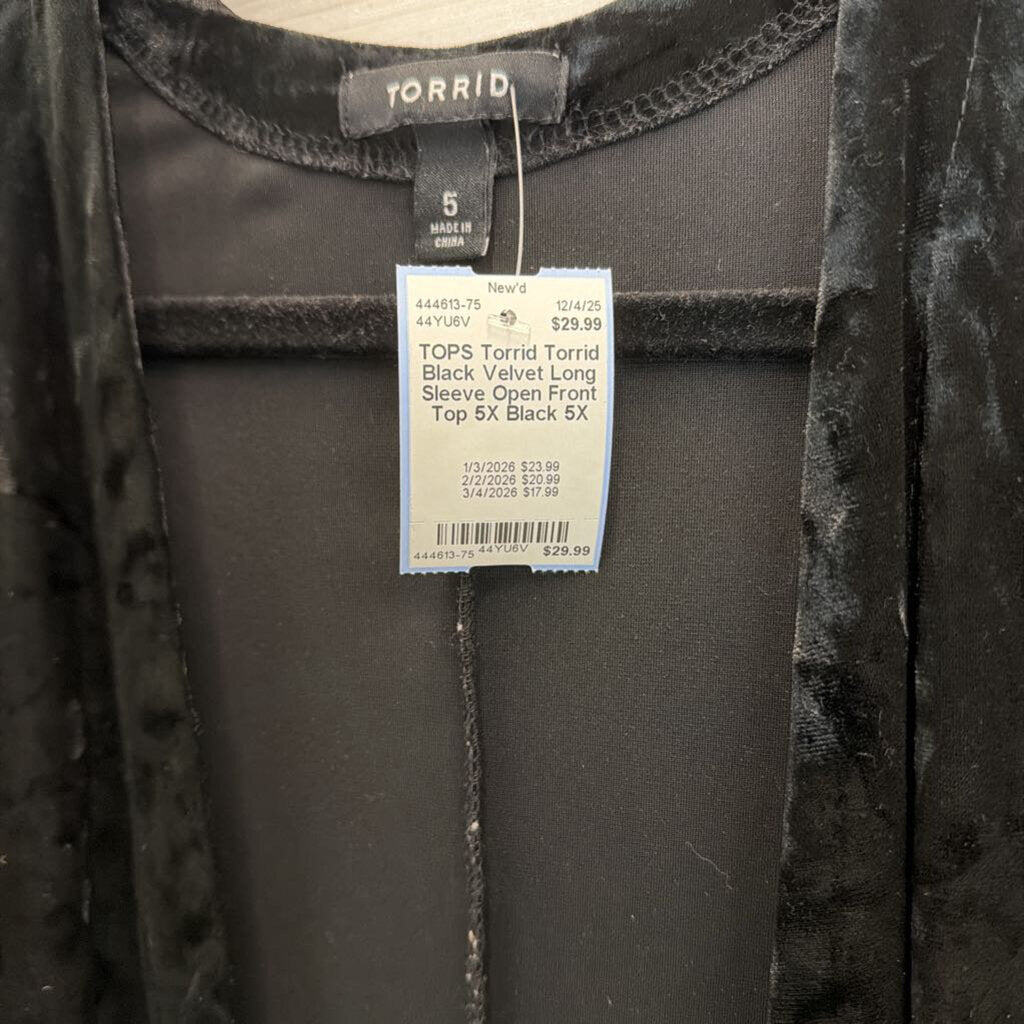 TORRID
5
MADE IN
CHINA
New'd
444613-75 12/4/25
44YU6V $29.99
TOPS Torrid Torrid
Black Velvet Long
Sleeve Open Front
Top 5X Black 5X
1/3/2026 $23.99
2/2/2026 $20.99
3/4/2026 $17.99
444613-75 44YU6V $29.99